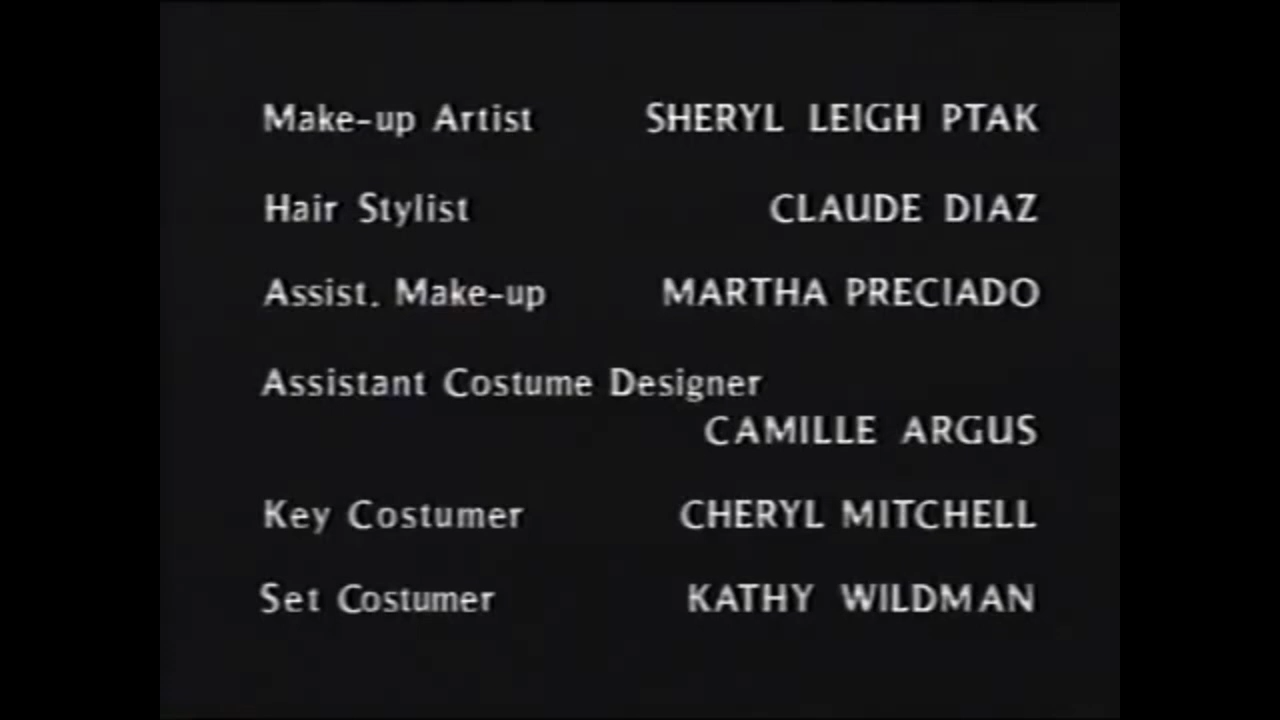 Make-up Artist SHERYL LEIGH PTAK
Hair Stylist CLAUDE DIAZ
Assist. Make-up MARTHA PRECIADO
Assistant Costume Designer
CAMILLE ARGUS
Key Costumer CHERYL MITCHELL
Set Costumer KATHY WILDMAN